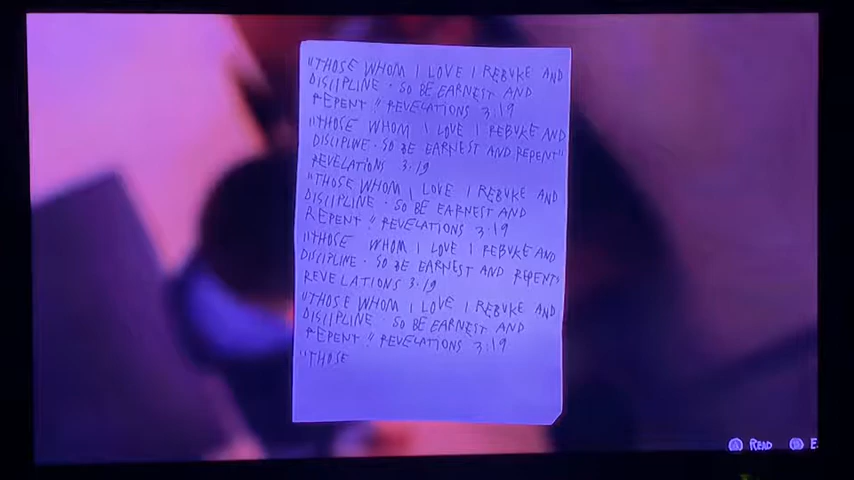 "THOSE WHOM I LOVE I REBUKE AND
DISCIPLINE. SO BE EARNEST AND
REPENT." REVELATIONS 3:19
"THOSE WHOM I LOVE I REBUKE AND
DISCIPLINE. SO BE EARNEST AND REPENT"
REVELATIONS 3:19
"THOSE WHOM I LOVE I REBUKE AND
DISCIPLINE. SO BE EARNEST AND
REPENT." REVELATIONS 3:19
"THOSE WHOM I LOVE I REBUKE AND
DISCIPLINE. SO BE EARNEST AND REPENT"
REVELATIONS 3:19
"THOSE WHOM I LOVE I REBUKE AND
DISCIPLINE. SO BE EARNEST AND
REPENT." REVELATIONS 3:19
"THOSE
READ